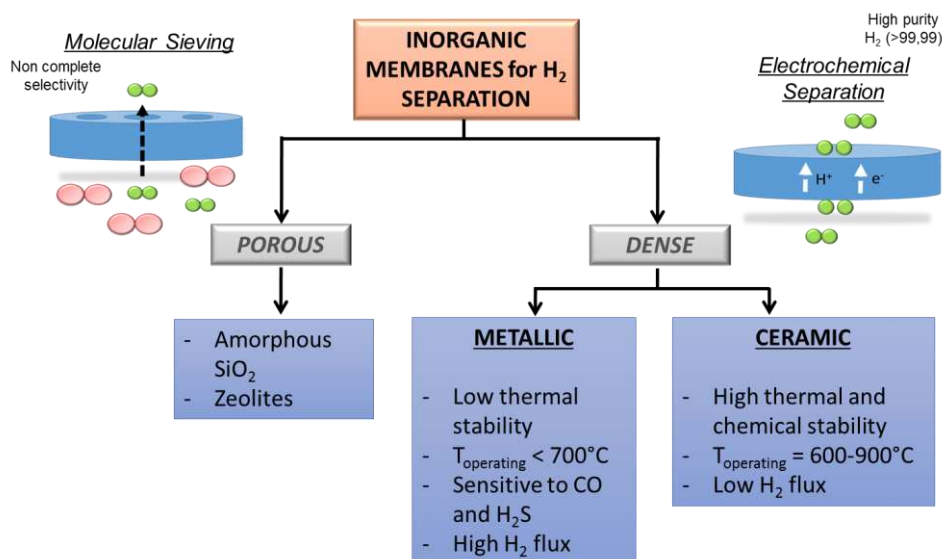 Molecular Sieving
Non complete
selectivity
INORGANIC
MEMBRANES for H₂
SEPARATION
High purity
H₂ (>99,99)
Electrochemical
Separation
H⁺
e⁻
POROUS
DENSE
- Amorphous
SiO₂
- Zeolites
METALLIC
- Low thermal
stability
- Toperating < 700°C
- Sensitive to CO
and H₂S
- High H₂ flux
CERAMIC
- High thermal and
chemical stability
- Toperating = 600-900°C
- Low H₂ flux